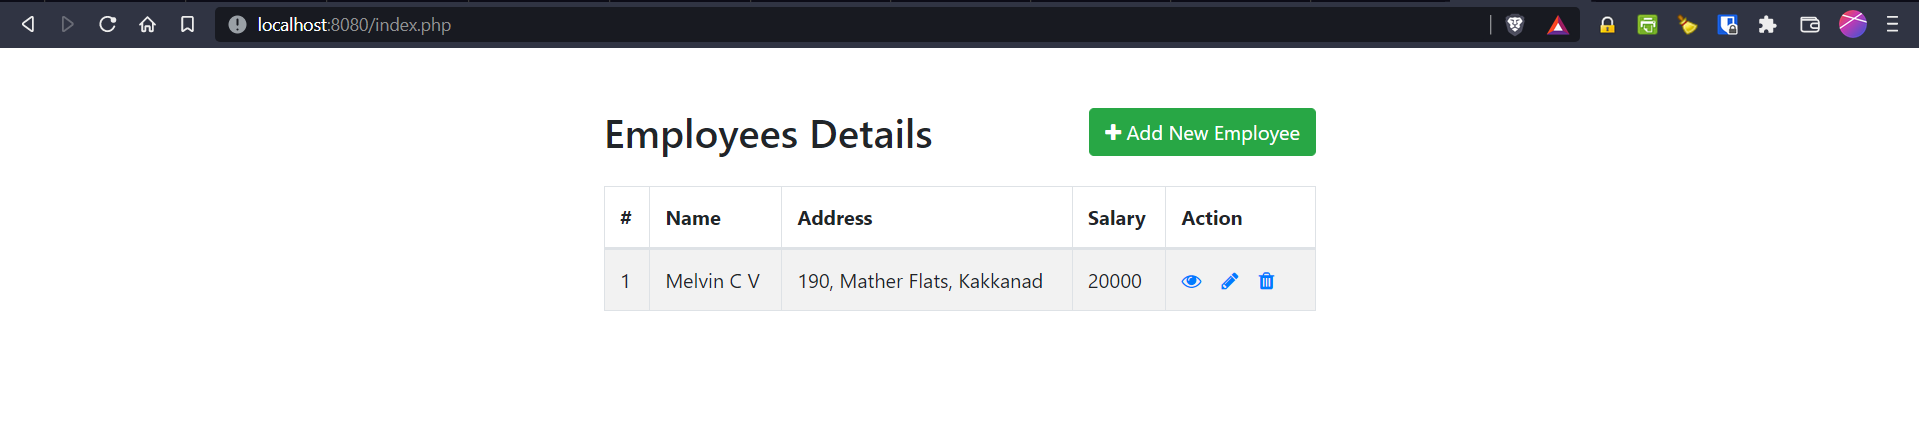 localhost:8080/index.php
Employees Details
Add New Employee
# Name Address Salary Action
1 Melvin C V 190, Mather Flats, Kakkanad 20000